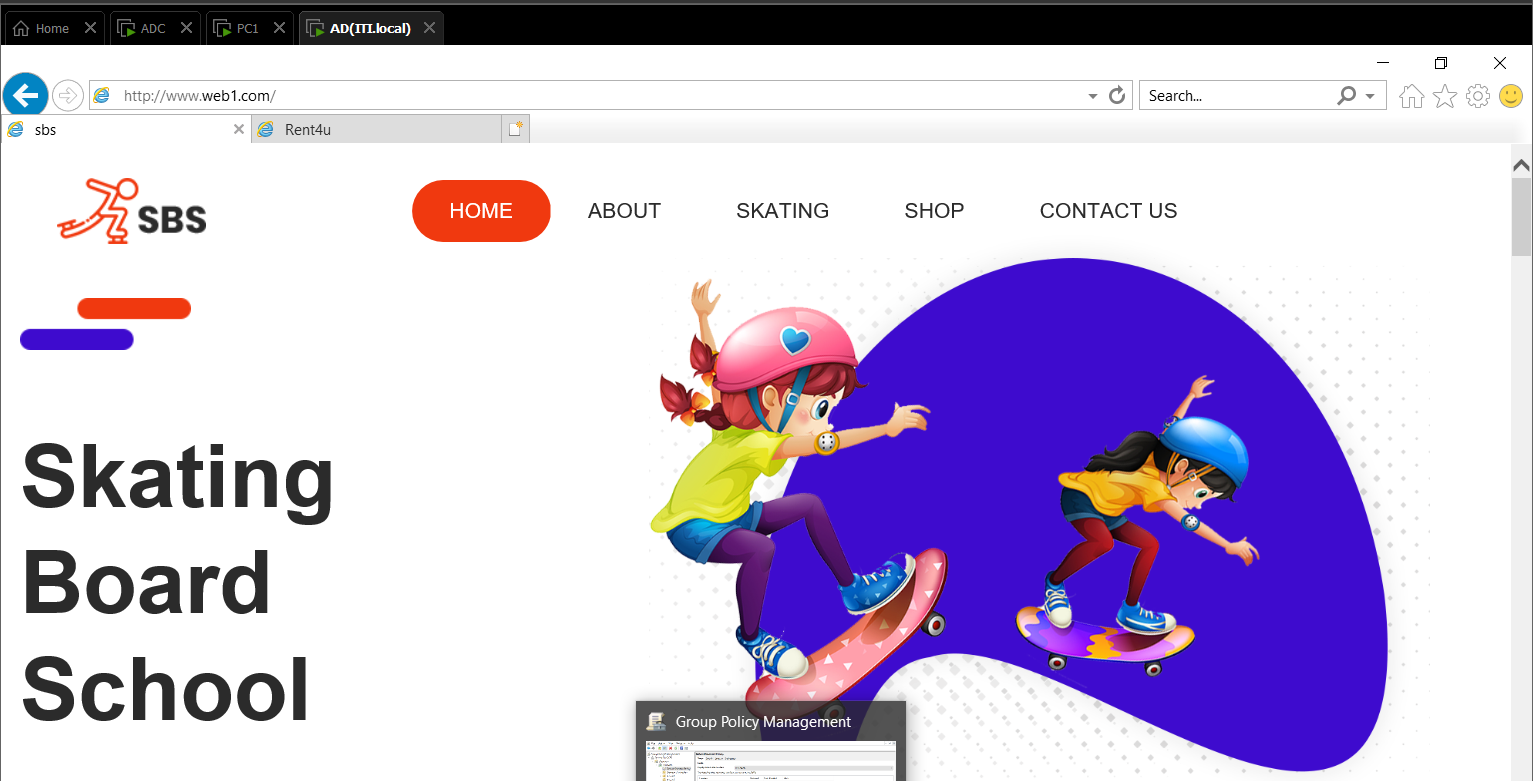 Home ADC PC1 AD(ITI.local)
http://www.web1.com/ Search...
sbs Rent4u
SBS HOME ABOUT SKATING SHOP CONTACT US
Skating
Board
School
Group Policy Management